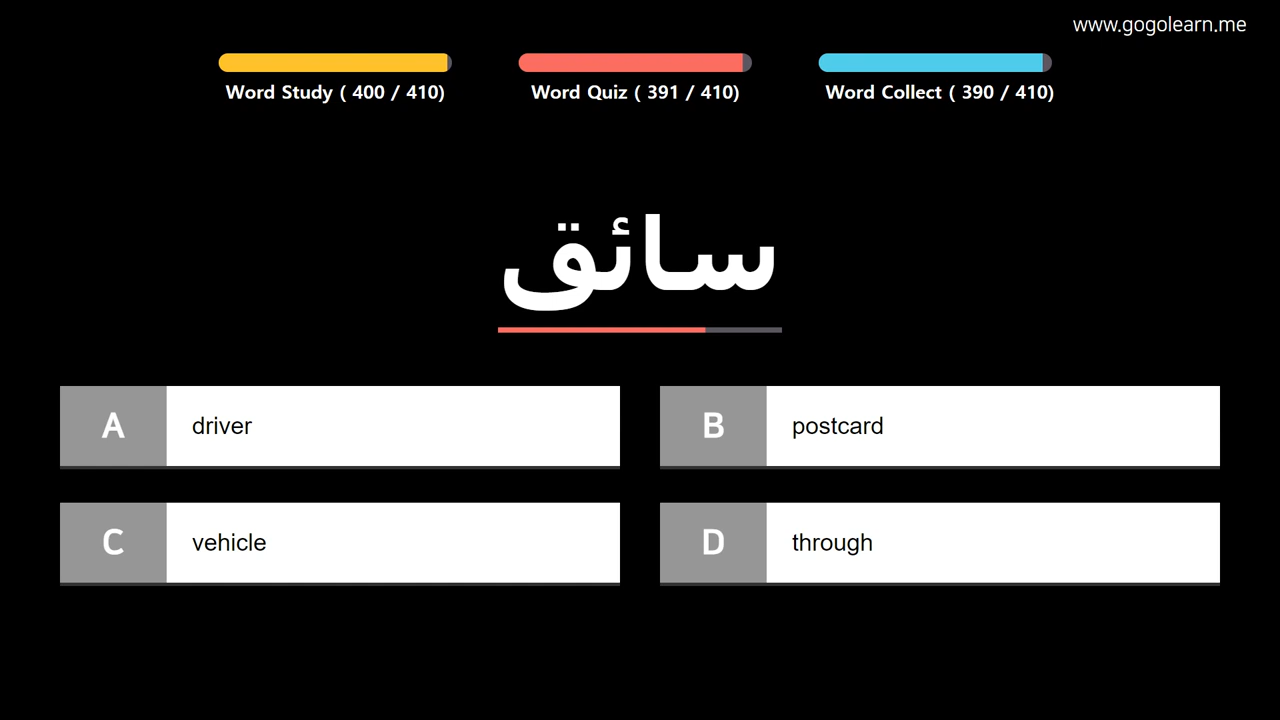 www.gogolearn.me
Word Study ( 400 / 410)
Word Quiz ( 391 / 410)
Word Collect ( 390 / 410)
سائق
A driver
B postcard
C vehicle
D through